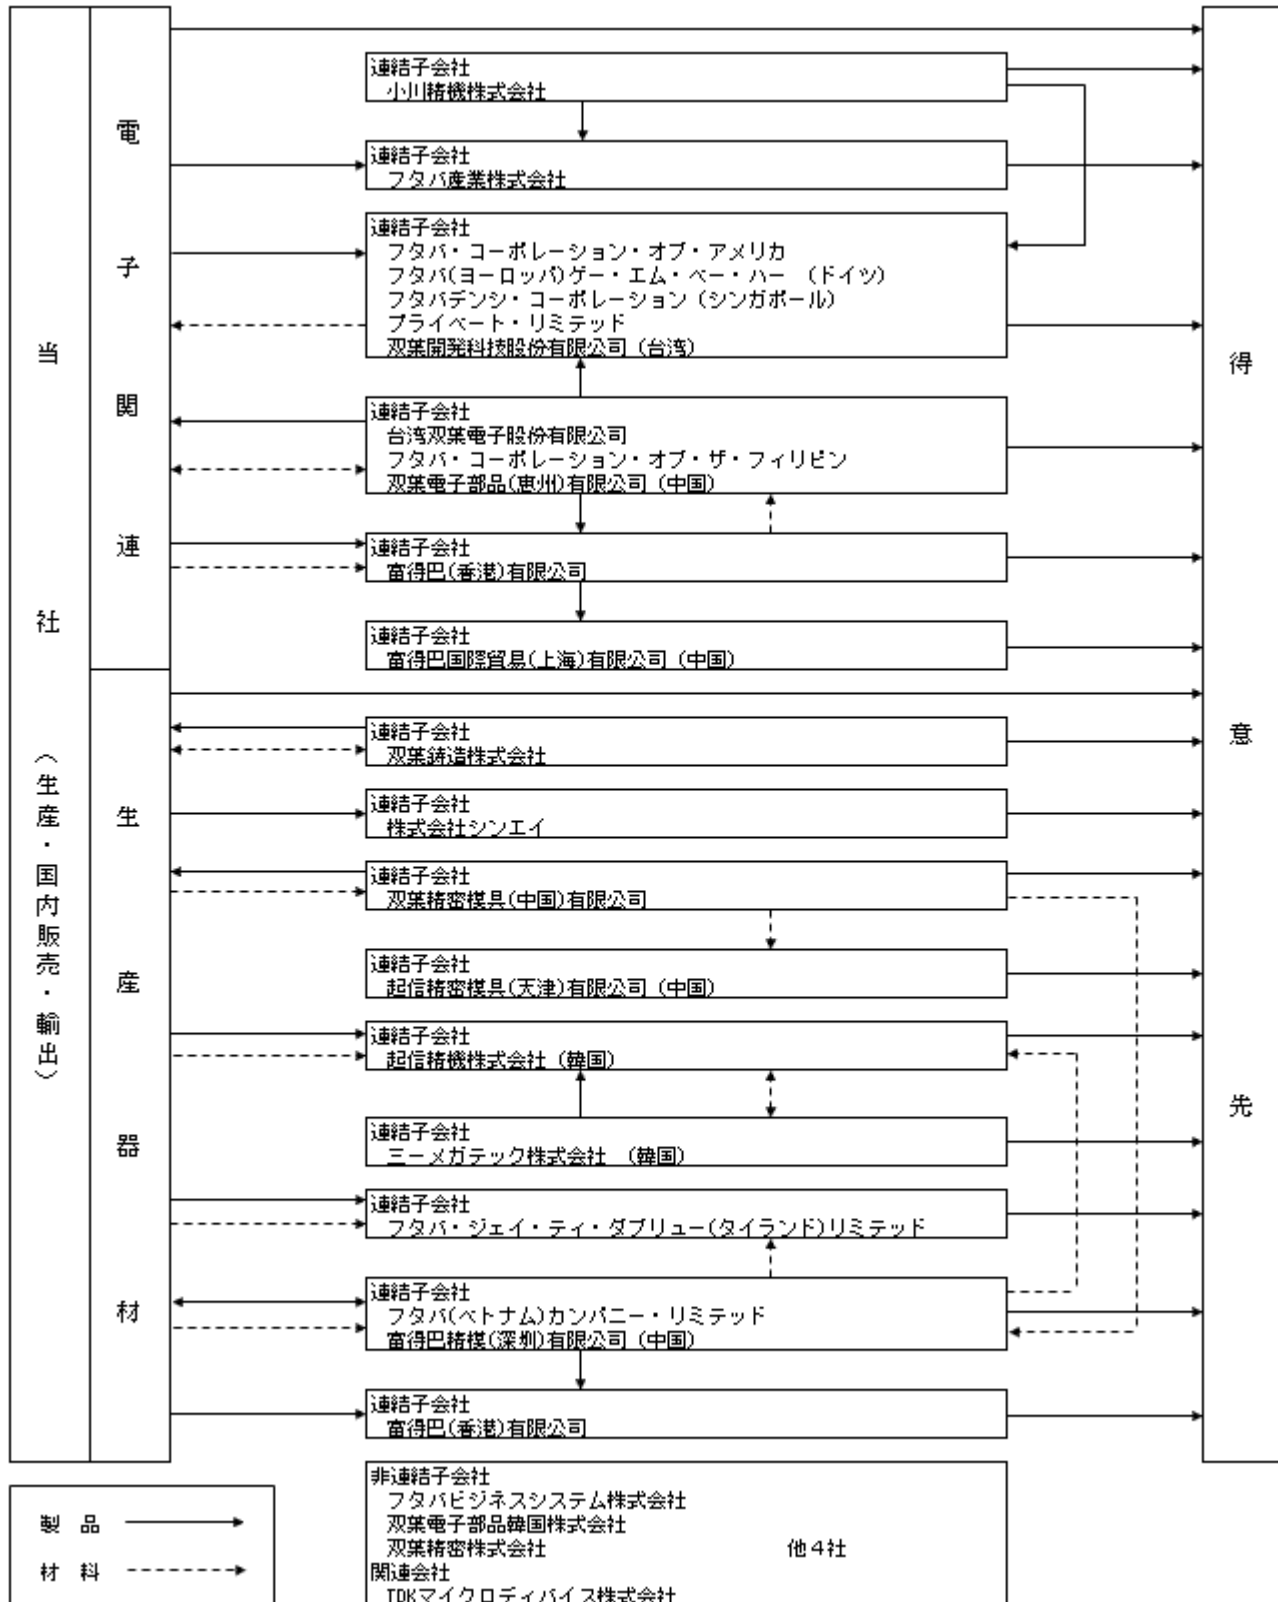 当社
（生産・国内販売・輸出）
電子関連
連結子会社
小川精機株式会社
連結子会社
フタバ産業株式会社
連結子会社
フタバ・コーポレーション・オブ・アメリカ
フタバ(ヨーロッパ)ゲー・エム・ベー・ハー （ドイツ）
フタバデンシ・コーポレーション（シンガポール）
プライベート・リミテッド
双葉開発科技股份有限公司（台湾）
連結子会社
台湾双葉電子股份有限公司
フタバ・コーポレーション・オブ・ザ・フィリピン
双葉電子部品(恵州)有限公司（中国）
連結子会社
富得巴(香港)有限公司
連結子会社
富得巴国際貿易(上海)有限公司（中国）
生産器材
連結子会社
双葉鋳造株式会社
連結子会社
株式会社シンエイ
連結子会社
双葉精密模具(中国)有限公司
連結子会社
起信精密模具(天津)有限公司（中国）
連結子会社
起信精機株式会社（韓国）
連結子会社
三一メガテック株式会社 （韓国）
連結子会社
フタバ・ジェイ・ティ・ダブリュー(タイランド)リミテッド
連結子会社
フタバ(ベトナム)カンパニー・リミテッド
富得巴精模(深圳)有限公司（中国）
連結子会社
富得巴(香港)有限公司
得意先
非連結子会社
フタバビジネスシステム株式会社
双葉電子部品韓国株式会社
双葉精密株式会社 他４社
関連会社
TDKマイクロディバイス株式会社
製品
材料